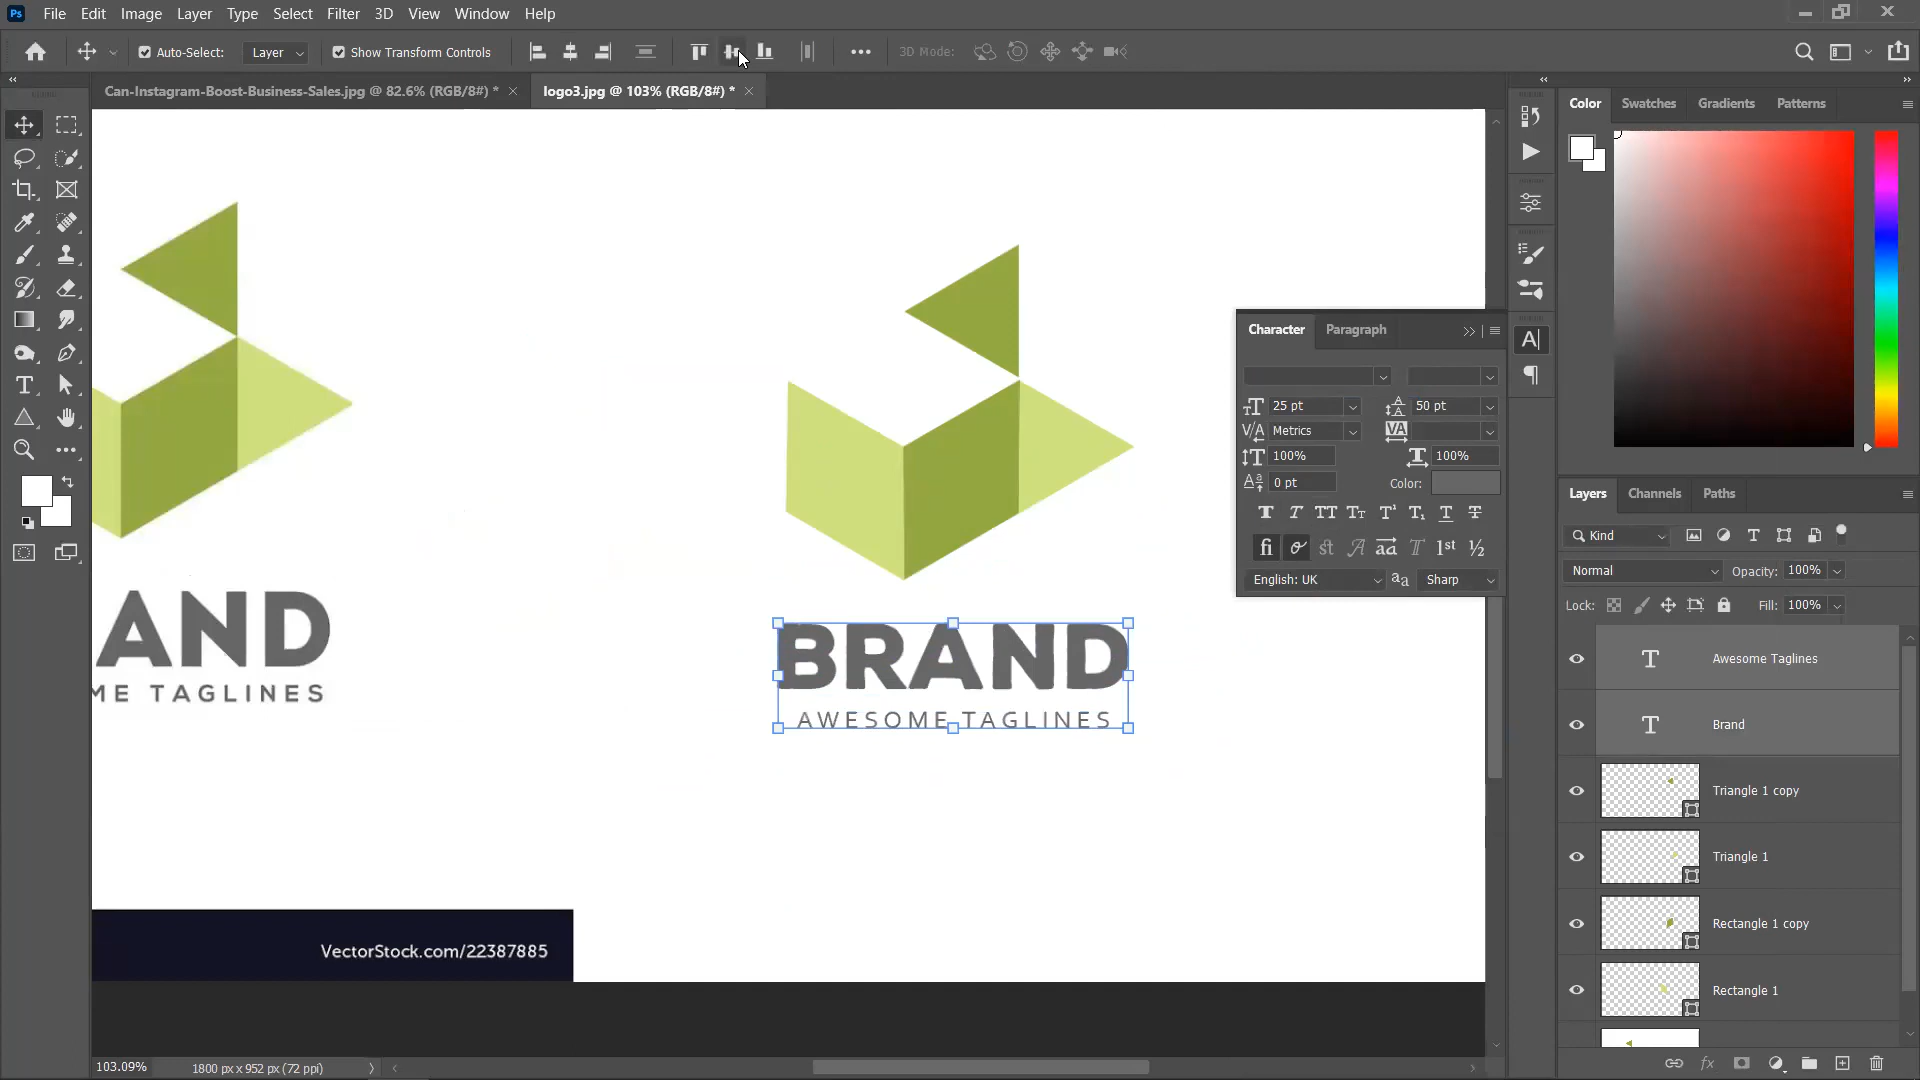 Ps File Edit Image Layer Type Select Filter 3D View Window Help
Auto-Select: Layer Show Transform Controls 3D Mode:
Can-Instagram-Boost-Business-Sales.jpg @ 82.6% (RGB/8#) *
logo3.jpg @ 103% (RGB/8#) *
Color Swatches Gradients Patterns
Character Paragraph
25 pt 50 pt
Metrics
100% 100%
0 pt Color:
English: UK Sharp
AND
ME TAGLINES
BRAND
AWESOME TAGLINES
VectorStock.com/22387885
Layers Channels Paths
Kind
Normal Opacity: 100%
Lock: Fill: 100%
Awesome Taglines
Brand
Triangle 1 copy
Triangle 1
Rectangle 1 copy
Rectangle 1
103.09% 1800 px x 952 px (72 ppi)